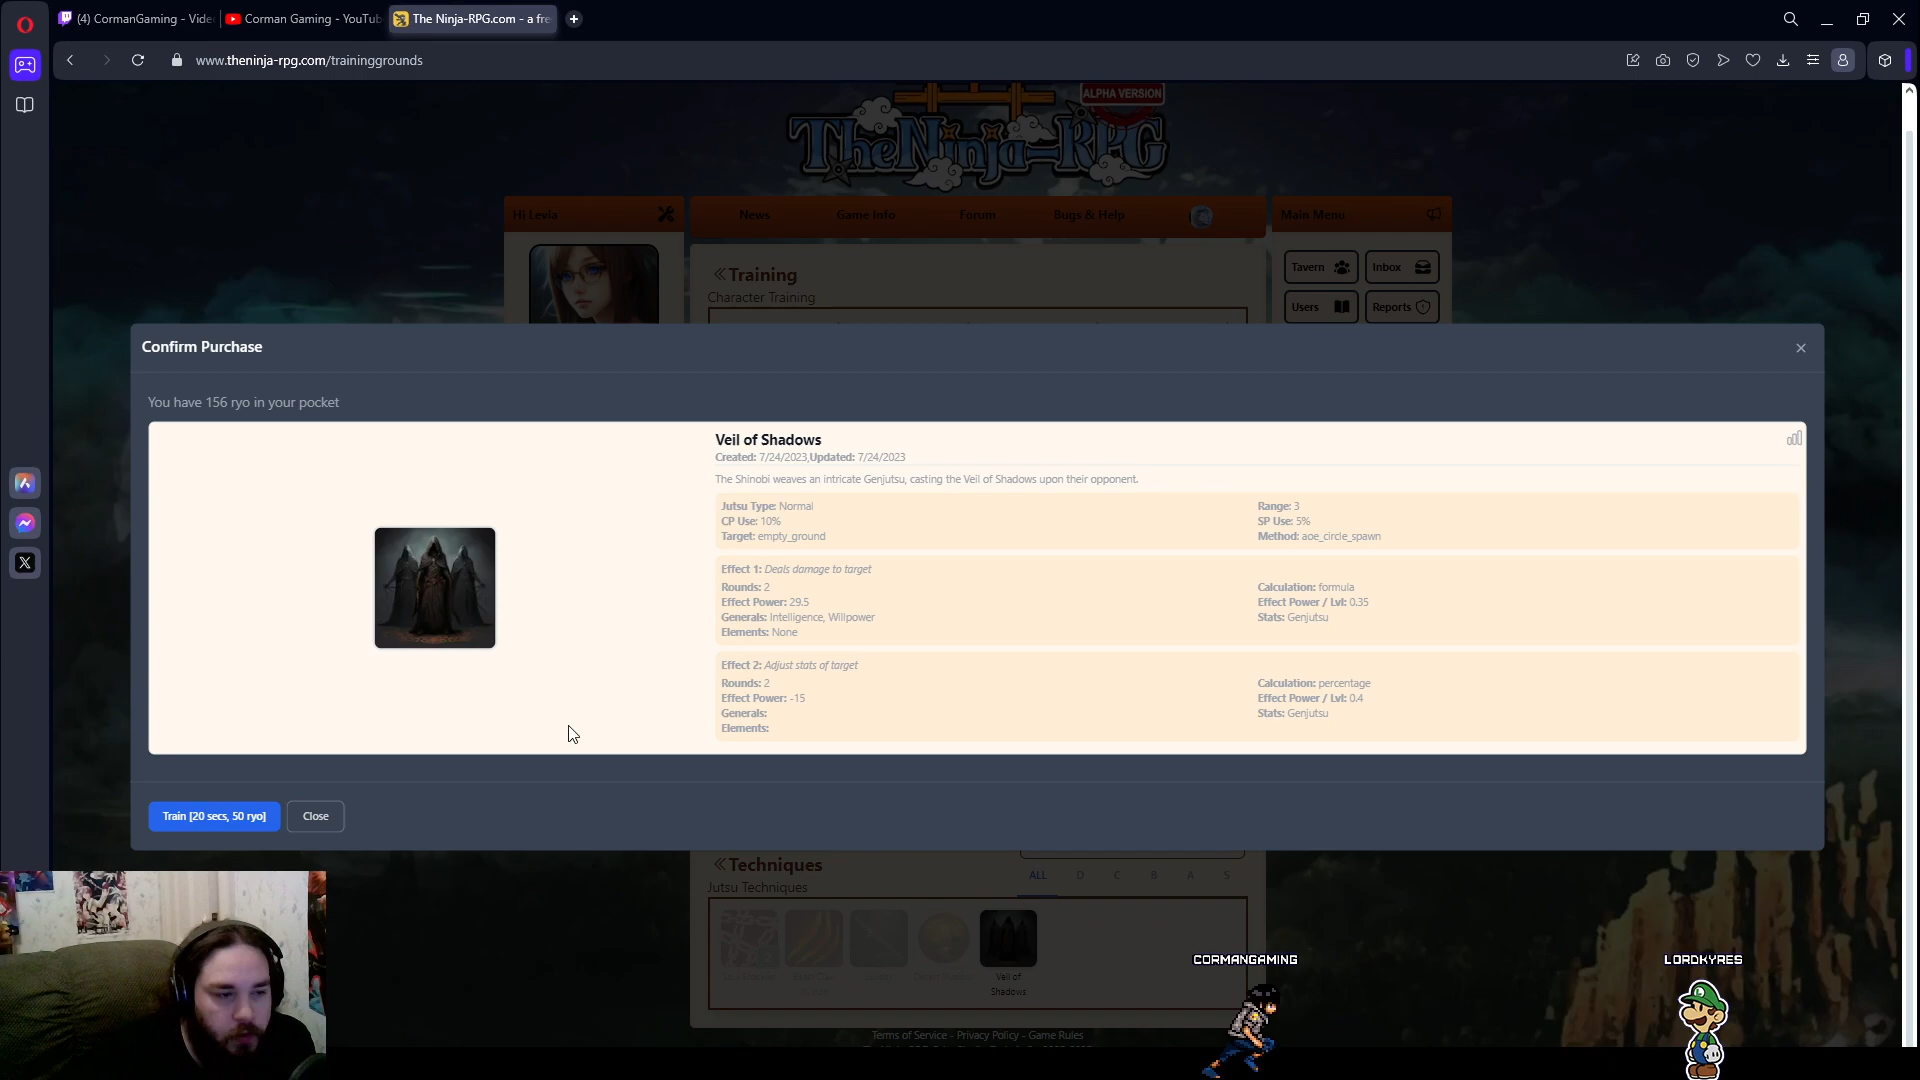 (4) CormanGaming - Vide
Corman Gaming - YouTub
The Ninja-RPG.com - a fre
www.theninja-rpg.com/traininggrounds
ALPHA VERSION
TheNinja-RPG
Hi Levia
News
Game Info
Forum
Bugs & Help
Main Menu
Training
Character Training
Tavern
Inbox
Users
Reports
Confirm Purchase
You have 156 ryo in your pocket
Veil of Shadows
Created: 7/24/2023,Updated: 7/24/2023
The Shinobi weaves an intricate Genjutsu, casting the Veil of Shadows upon their opponent.
Jutsu Type: Normal
Range: 3
CP Use: 10%
SP Use: 5%
Target: empty_ground
Method: aoe_circle_spawn
Effect 1: Deals damage to target
Rounds: 2
Calculation: formula
Effect Power: 29.5
Effect Power / Lvl: 0.35
Generals: Intelligence, Willpower
Stats: Genjutsu
Elements: None
Effect 2: Adjust stats of target
Rounds: 2
Calculation: percentage
Effect Power: -15
Effect Power / Lvl: 0.4
Generals:
Stats: Genjutsu
Elements:
Train [20 secs, 50 ryo]
Close
Techniques
Jutsu Techniques
ALL
D
C
B
A
S
Veil of
Shadows
CORMANGAMING
LORDKYRES
Terms of Service - Privacy Policy - Game Rules